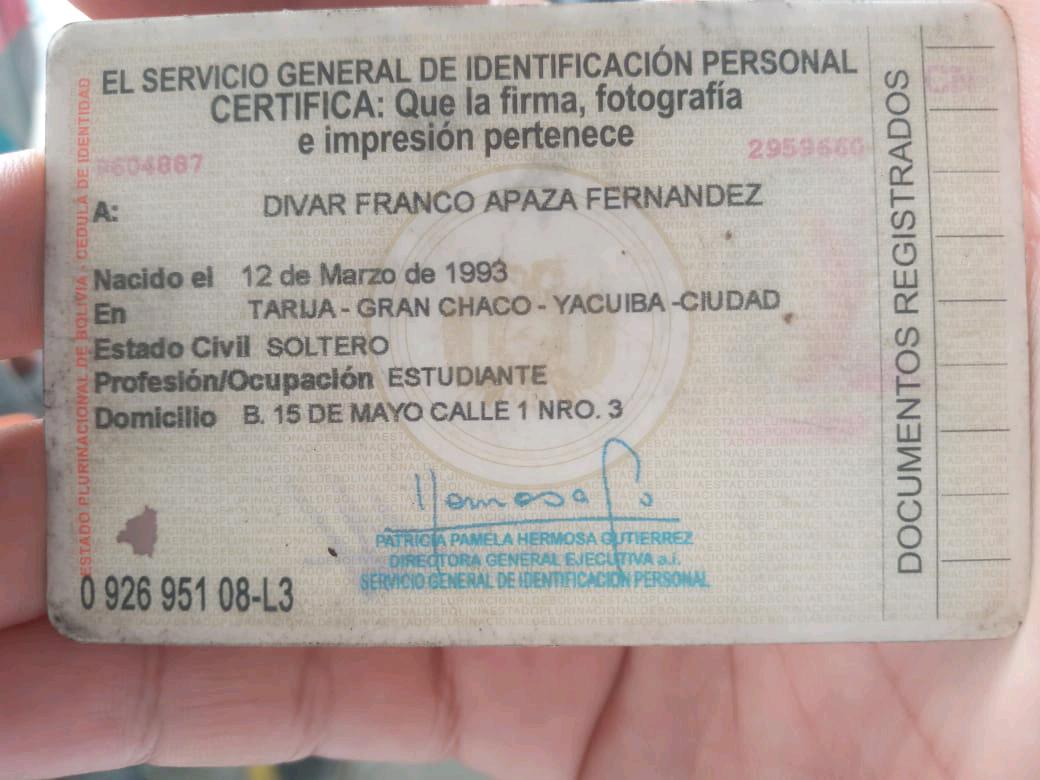 EL SERVICIO GENERAL DE IDENTIFICACIÓN PERSONAL
CERTIFICA: Que la firma, fotografía
e impresión pertenece
2959660
A: DIVAR FRANCO APAZA FERNANDEZ
Nacido el 12 de Marzo de 1993
En TARIJA - GRAN CHACO - YACUIBA -CIUDAD
Estado Civil SOLTERO
Profesión/Ocupación ESTUDIANTE
Domicilio B. 15 DE MAYO CALLE 1 NRO. 3
PATRICIA PAMELA HERMOSA GUTIERREZ
DIRECTORA GENERAL EJECUTIVA a.i.
SERVICIO GENERAL DE IDENTIFICACION PERSONAL
0 926 951 08-L3
ESTADO PLURINACIONAL DE BOLIVIA - CEDULA DE IDENTIDAD
DOCUMENTOS REGISTRADOS
CN